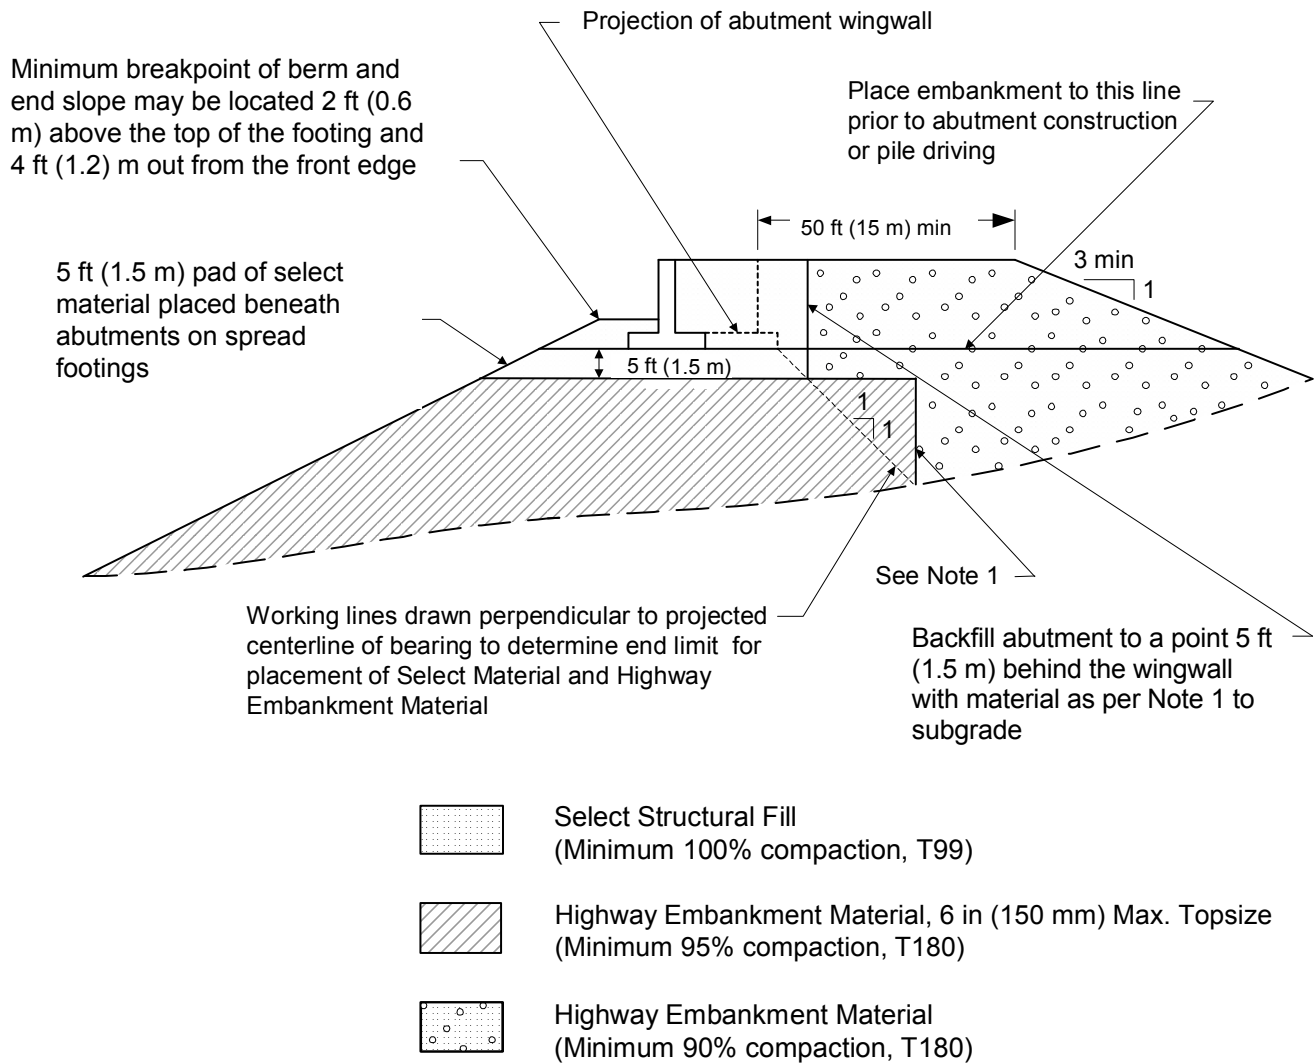 Projection of abutment wingwall
Minimum breakpoint of berm and
end slope may be located 2 ft (0.6
m) above the top of the footing and
4 ft (1.2) m out from the front edge
Place embankment to this line
prior to abutment construction
or pile driving
50 ft (15 m) min
3 min
1
5 ft (1.5 m) pad of select
material placed beneath
abutments on spread
footings
5 ft (1.5 m)
1
1
See Note 1
Working lines drawn perpendicular to projected
centerline of bearing to determine end limit for
placement of Select Material and Highway
Embankment Material
Backfill abutment to a point 5 ft
(1.5 m) behind the wingwall
with material as per Note 1 to
subgrade
Select Structural Fill
(Minimum 100% compaction, T99)
Highway Embankment Material, 6 in (150 mm) Max. Topsize
(Minimum 95% compaction, T180)
Highway Embankment Material
(Minimum 90% compaction, T180)